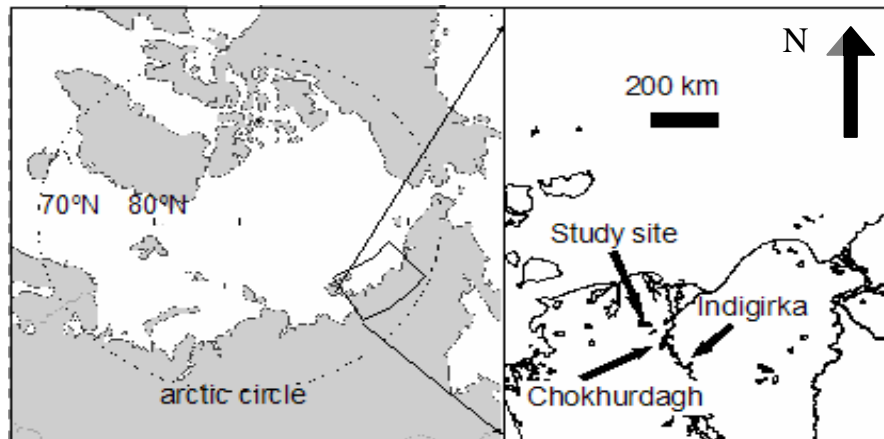 70°N 80°N
arctic circle
N
200 km
Study site
Indigirka
Chokhurdagh